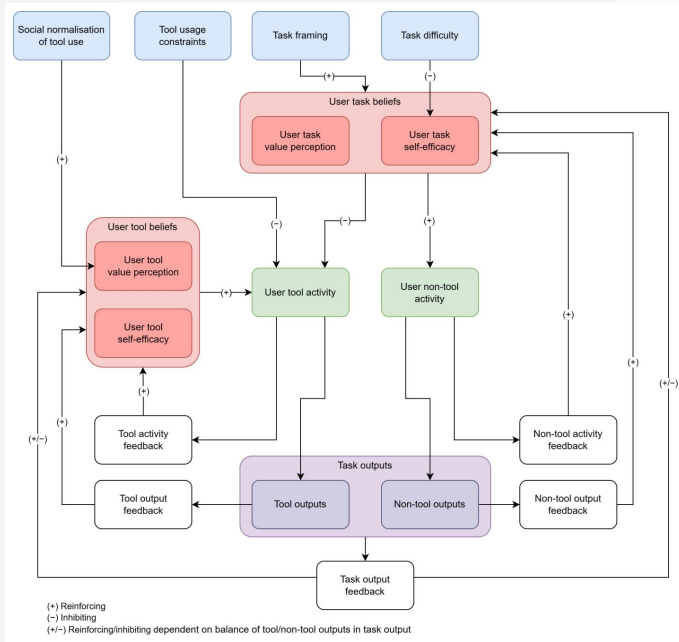 Social normalisation
of tool use
Tool usage
constraints
Task framing
Task difficulty
(+)
(−)
User task beliefs
User task
value perception
User task
self-efficacy
(+)
(−)
(−)
(+)
(+)
(+)
(+/−)
User tool beliefs
User tool
value perception
User tool
self-efficacy
(+)
User tool activity
User non-tool
activity
(+)
(+)
(+/−)
Tool activity
feedback
Non-tool activity
feedback
Task outputs
Tool output
feedback
Tool outputs
Non-tool outputs
Non-tool output
feedback
Task output
feedback
(+) Reinforcing
(−) Inhibiting
(+/−) Reinforcing/inhibiting dependent on balance of tool/non-tool outputs in task output